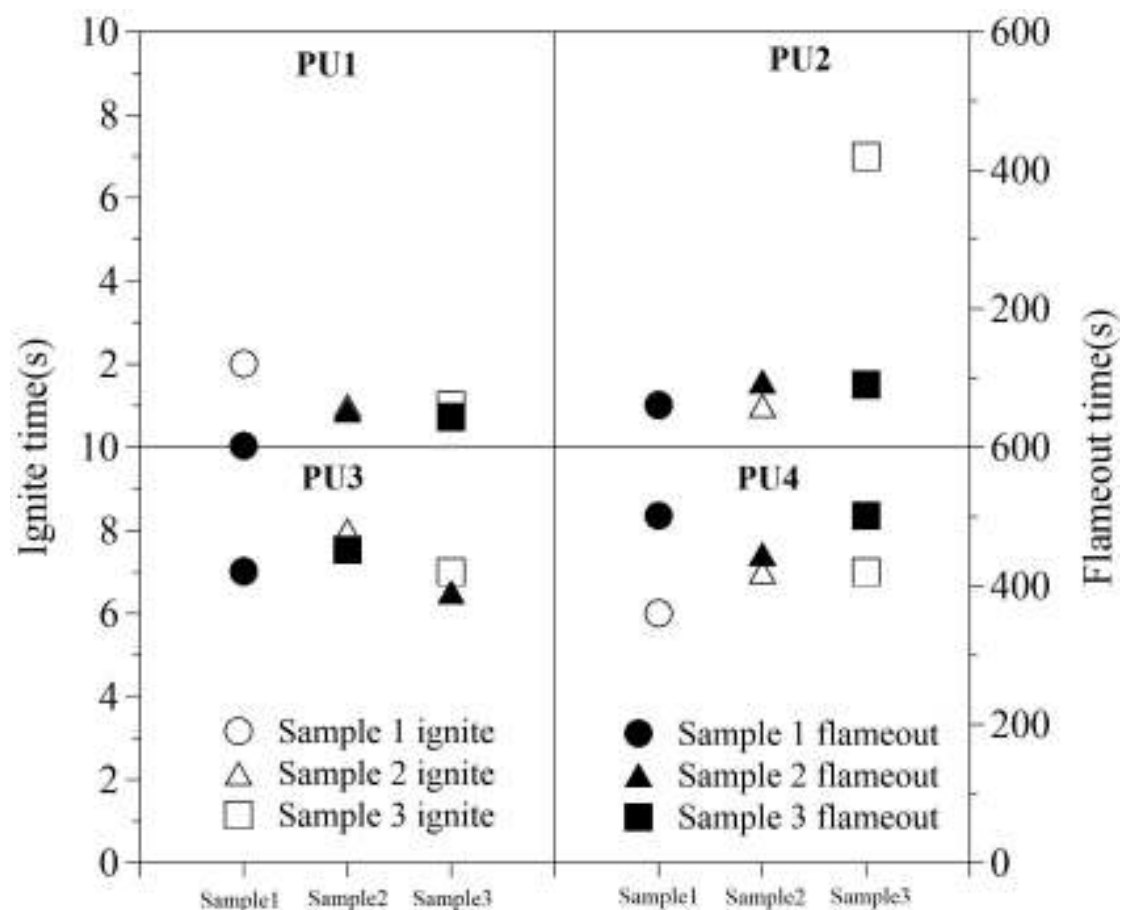 10
8
6
4
2
10
8
6
4
2
0
Ignite time(s)
PU1
PU2
PU3
PU4
600
400
200
600
400
200
0
Flameout time(s)
Sample 1 ignite
Sample 2 ignite
Sample 3 ignite
Sample 1 flameout
Sample 2 flameout
Sample 3 flameout
Sample1
Sample2
Sample3
Sample1
Sample2
Sample3